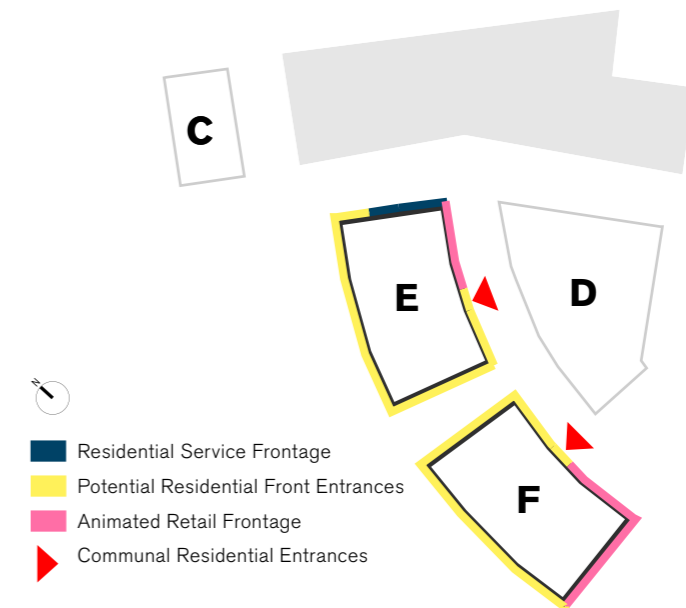 C
E
D
N
F
Residential Service Frontage
Potential Residential Front Entrances
Animated Retail Frontage
Communal Residential Entrances